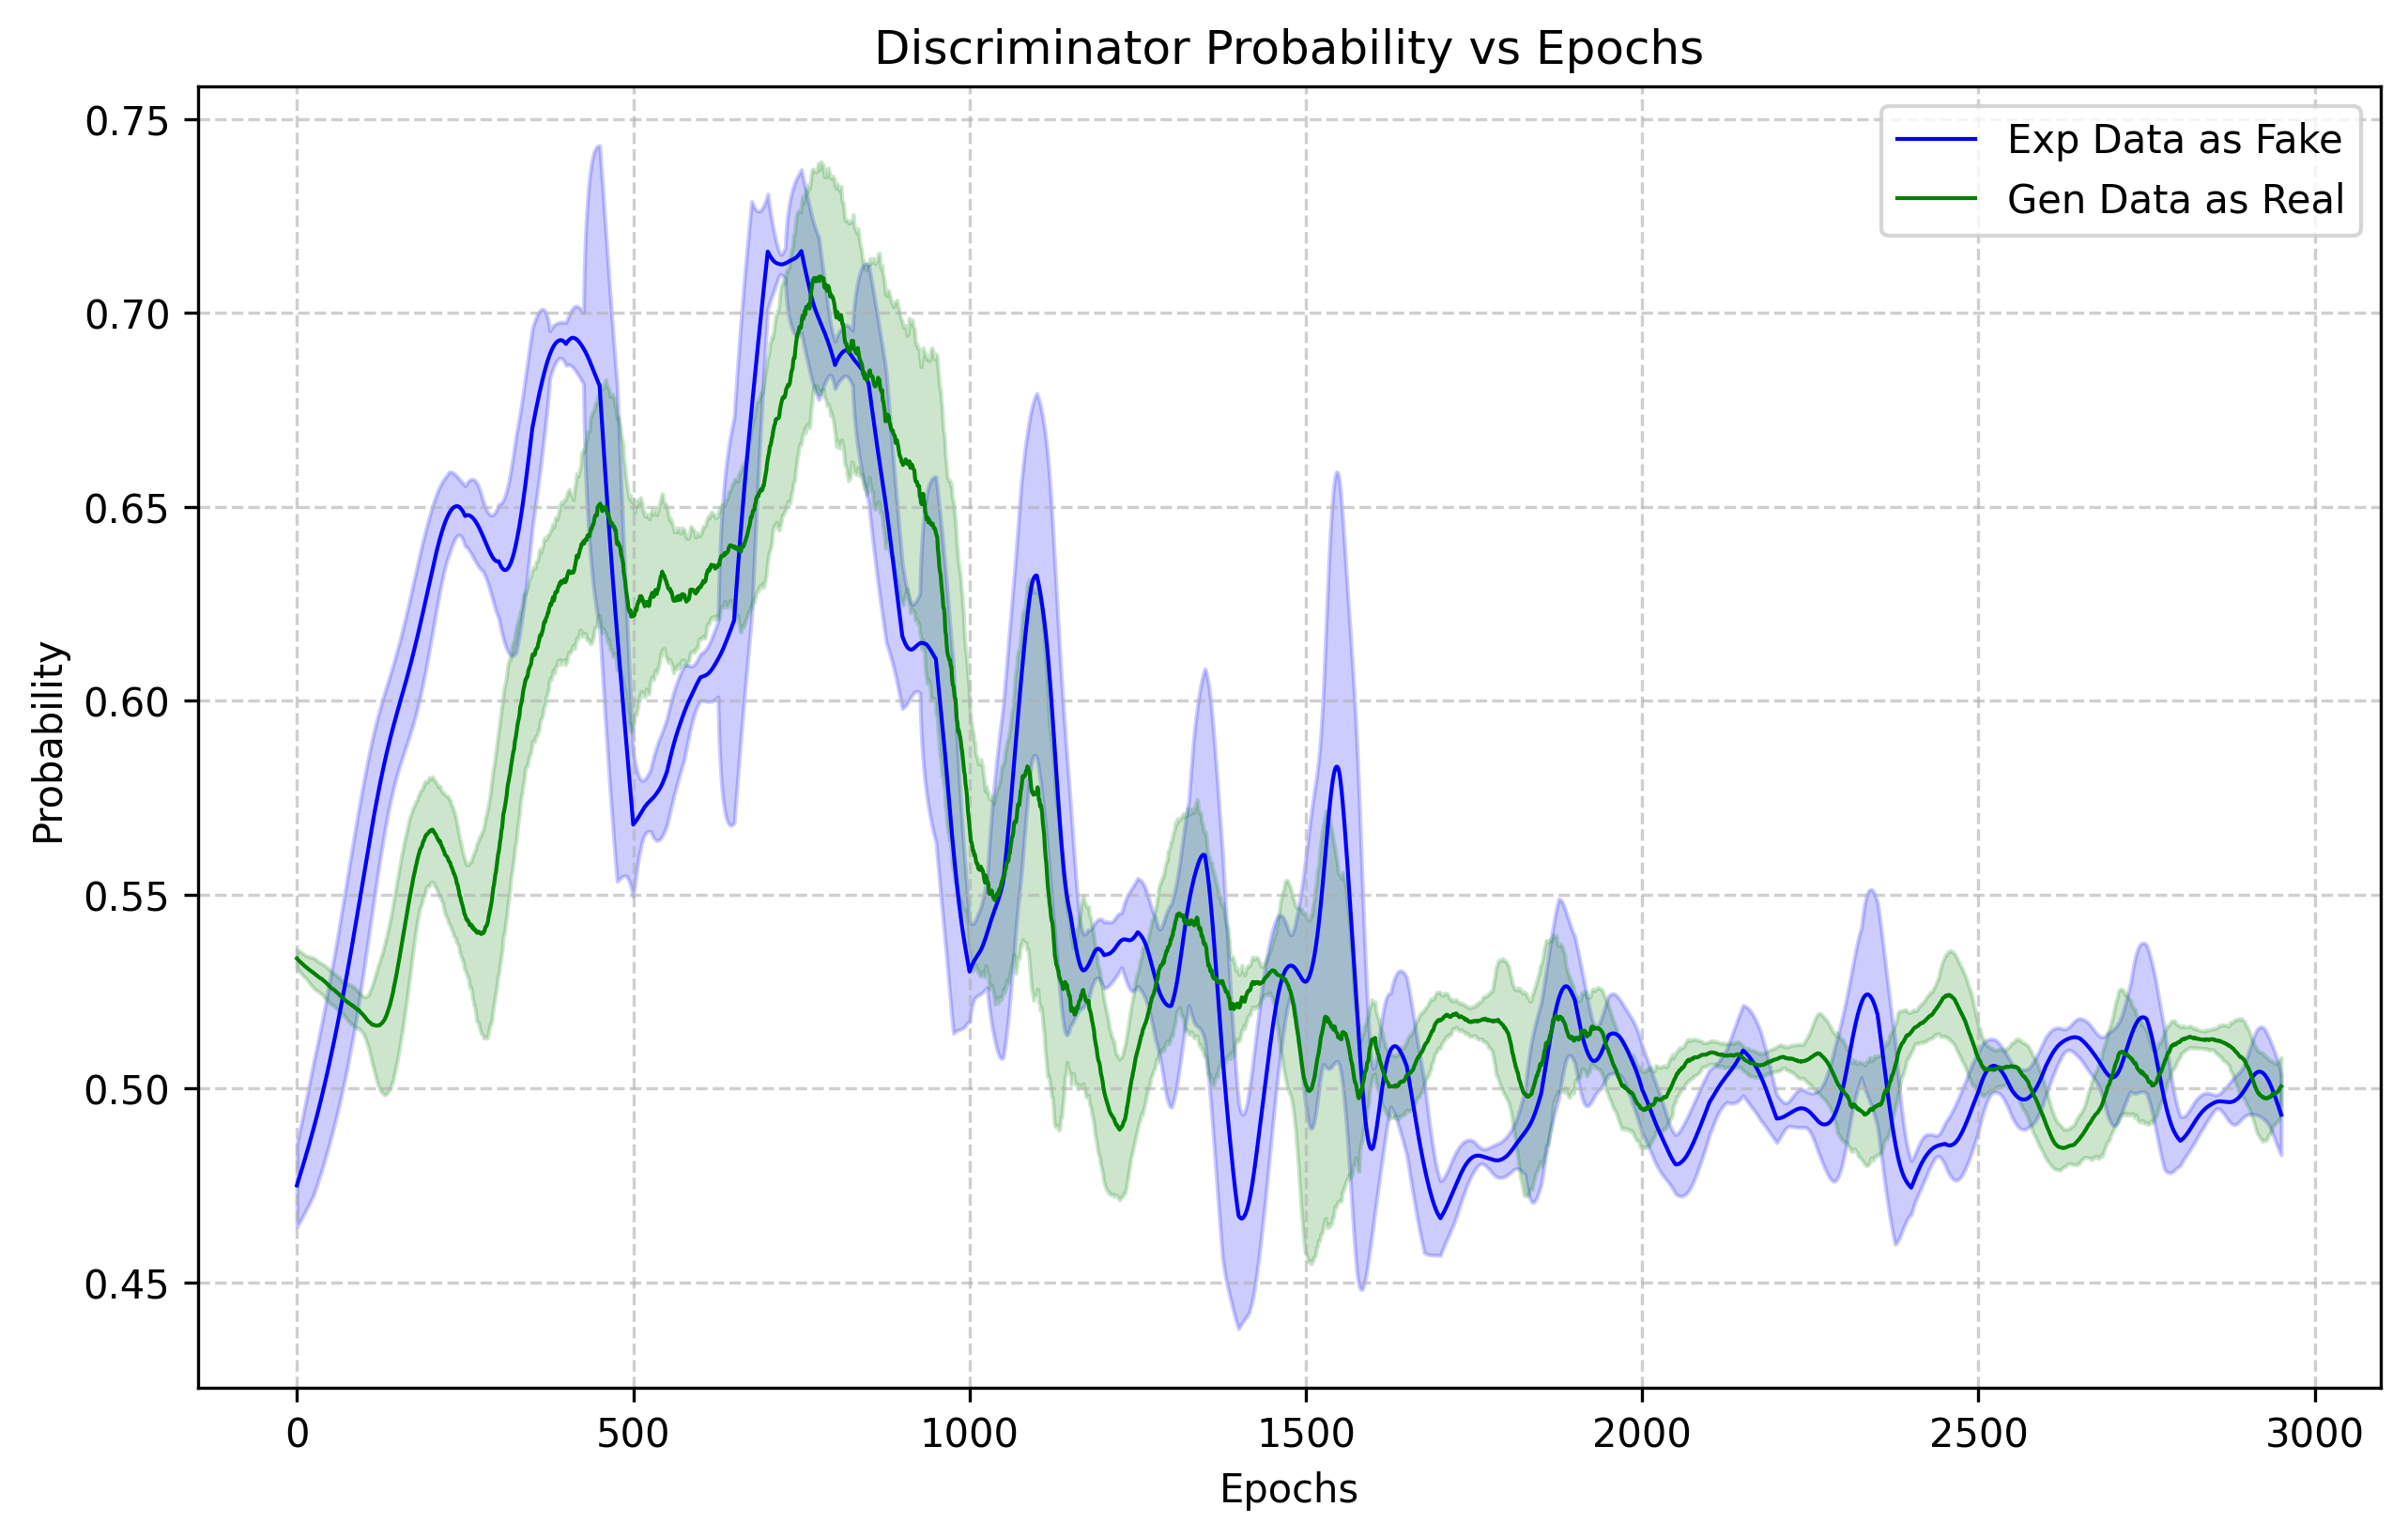 Discriminator Probability vs Epochs
Exp Data as Fake
Gen Data as Real
0.75
0.70
0.65
0.60
0.55
0.50
0.45
Probability
0 500 1000 1500 2000 2500 3000
Epochs